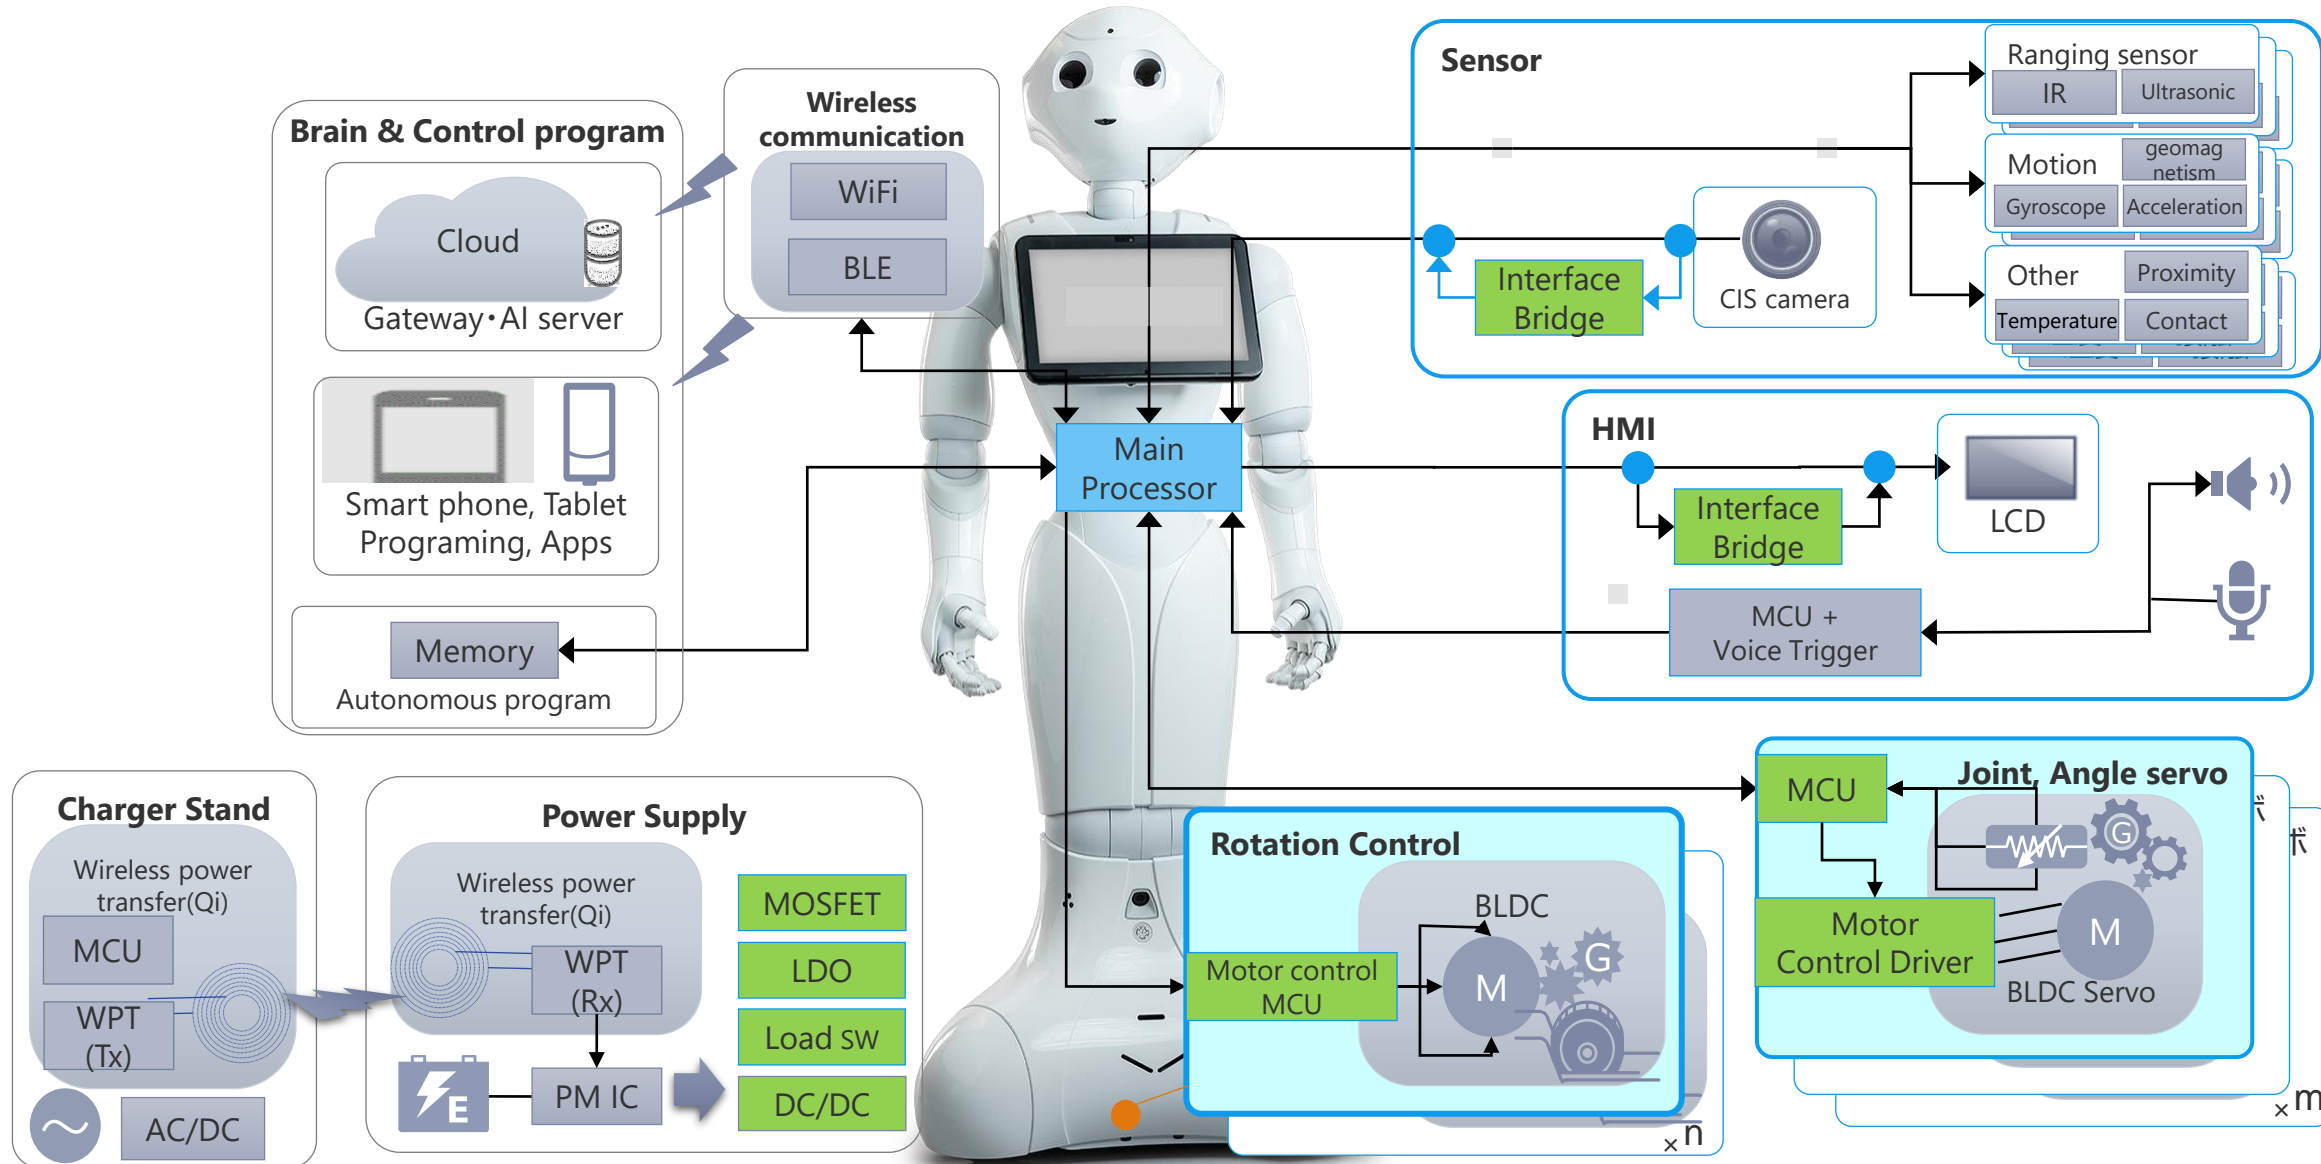 Brain & Control program
Cloud
Gateway・AI server
Smart phone, Tablet
Programing, Apps
Memory
Autonomous program
Wireless
communication
WiFi
BLE
Sensor
Ranging sensor
IR
Ultrasonic
Motion
geomag
netism
Gyroscope
Acceleration
Other
Proximity
Temperature
Contact
Interface
Bridge
CIS camera
Main
Processor
HMI
Interface
Bridge
LCD
MCU +
Voice Trigger
Charger Stand
Wireless power
transfer(Qi)
MCU
WPT
(Tx)
AC/DC
Power Supply
Wireless power
transfer(Qi)
WPT
(Rx)
E
PM IC
MOSFET
LDO
Load SW
DC/DC
Rotation Control
BLDC
Motor control
MCU
M
G
×n
Joint, Angle servo
MCU
G
Motor
Control Driver
M
BLDC Servo
ボ
×m